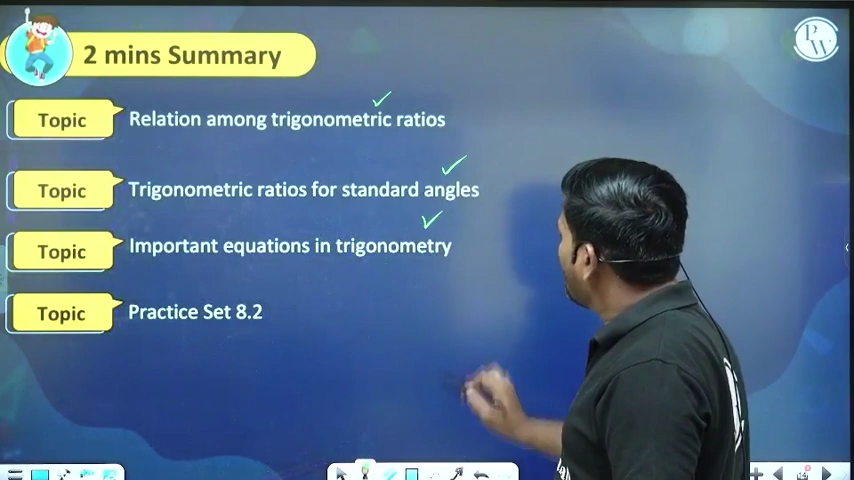 2 mins Summary
PW
Topic Relation among trigonometric ratios
Topic Trigonometric ratios for standard angles
Topic Important equations in trigonometry
Topic Practice Set 8.2